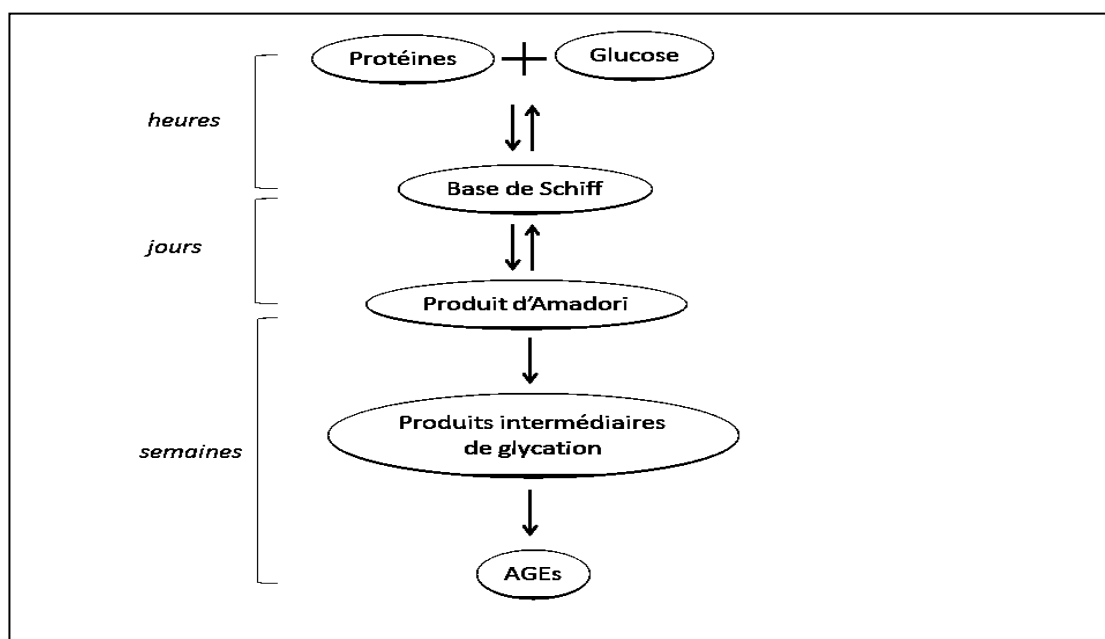 Protéines
Glucose
heures
Base de Schiff
jours
Produit d'Amadori
Produits intermédiaires
de glycation
semaines
AGEs